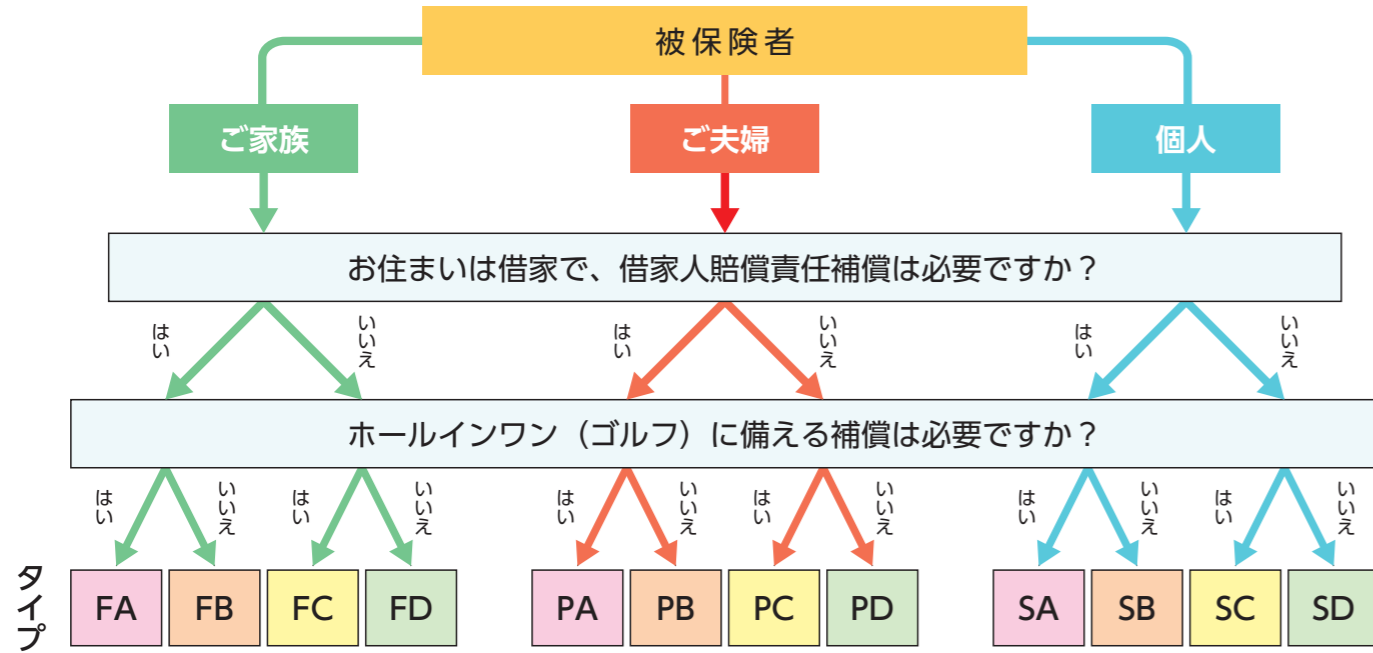 被保険者
ご家族
ご夫婦
個人
お住まいは借家で、借家人賠償責任補償は必要ですか？
はい
いいえ
はい
いいえ
はい
いいえ
ホールインワン（ゴルフ）に備える補償は必要ですか？
はい
いいえ
はい
いいえ
はい
いいえ
はい
いいえ
はい
いいえ
はい
いいえ
タイプ
FA
FB
FC
FD
PA
PB
PC
PD
SA
SB
SC
SD